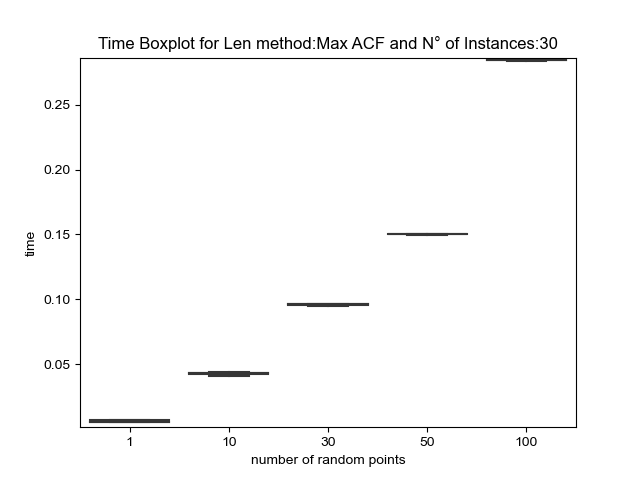 Time Boxplot for Len method:Max ACF and N° of Instances:30
0.25
0.20
0.15
0.10
0.05
time
1 10 30 50 100
number of random points